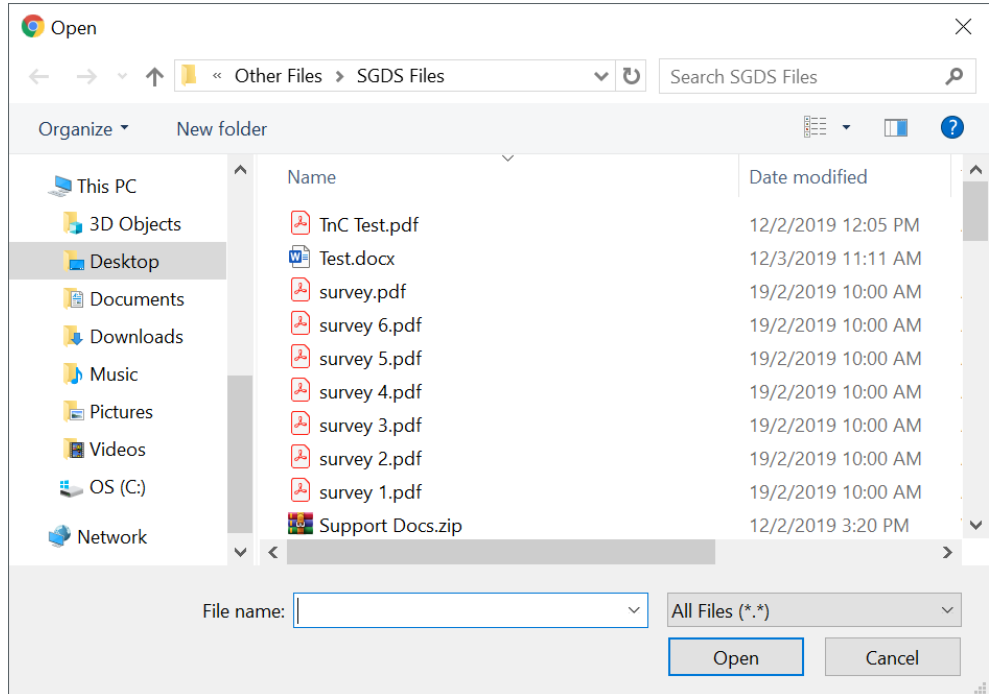 Open
« Other Files > SGDS Files
Search SGDS Files
Organize
New folder
This PC
3D Objects
Desktop
Documents
Downloads
Music
Pictures
Videos
OS (C:)
Network
Name Date modified
TnC Test.pdf 12/2/2019 12:05 PM
Test.docx 12/3/2019 11:11 AM
survey.pdf 19/2/2019 10:00 AM
survey 6.pdf 19/2/2019 10:00 AM
survey 5.pdf 19/2/2019 10:00 AM
survey 4.pdf 19/2/2019 10:00 AM
survey 3.pdf 19/2/2019 10:00 AM
survey 2.pdf 19/2/2019 10:00 AM
survey 1.pdf 19/2/2019 10:00 AM
Support Docs.zip 12/2/2019 3:20 PM
File name:
All Files (*.*)
Open
Cancel